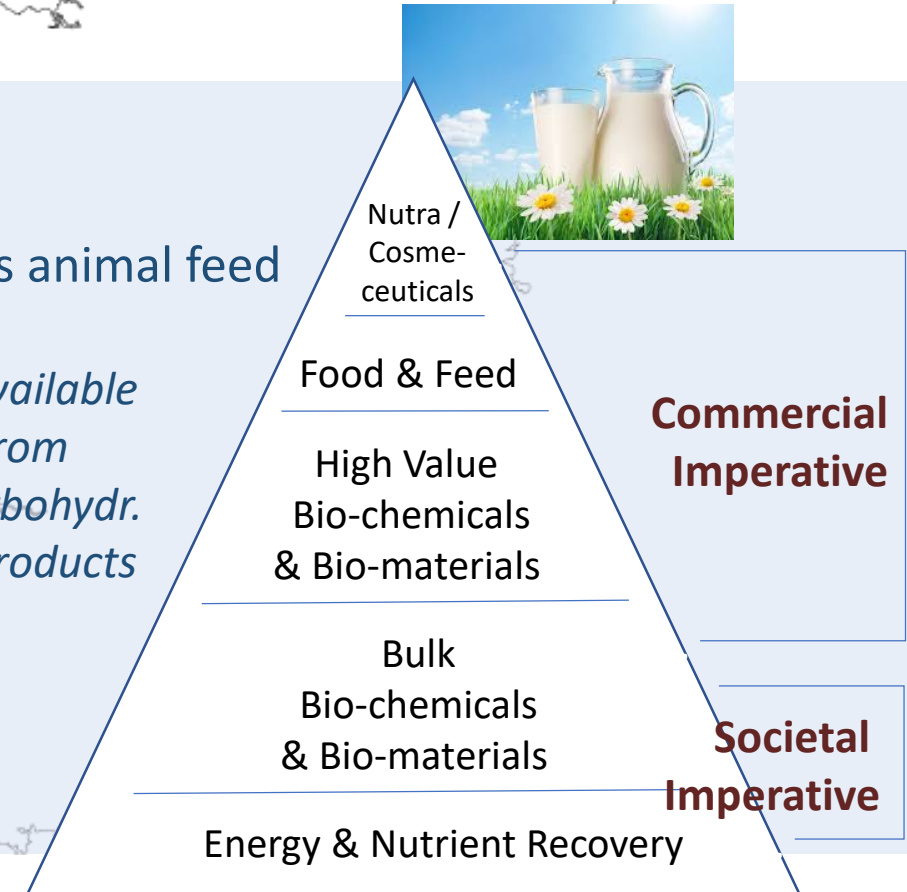 s animal feed
vailable
rom
bohydr.
roducts
Nutra /
Cosme-
ceuticals
Food & Feed
High Value
Bio-chemicals
& Bio-materials
Bulk
Bio-chemicals
& Bio-materials
Energy & Nutrient Recovery
Commercial
Imperative
Societal
Imperative